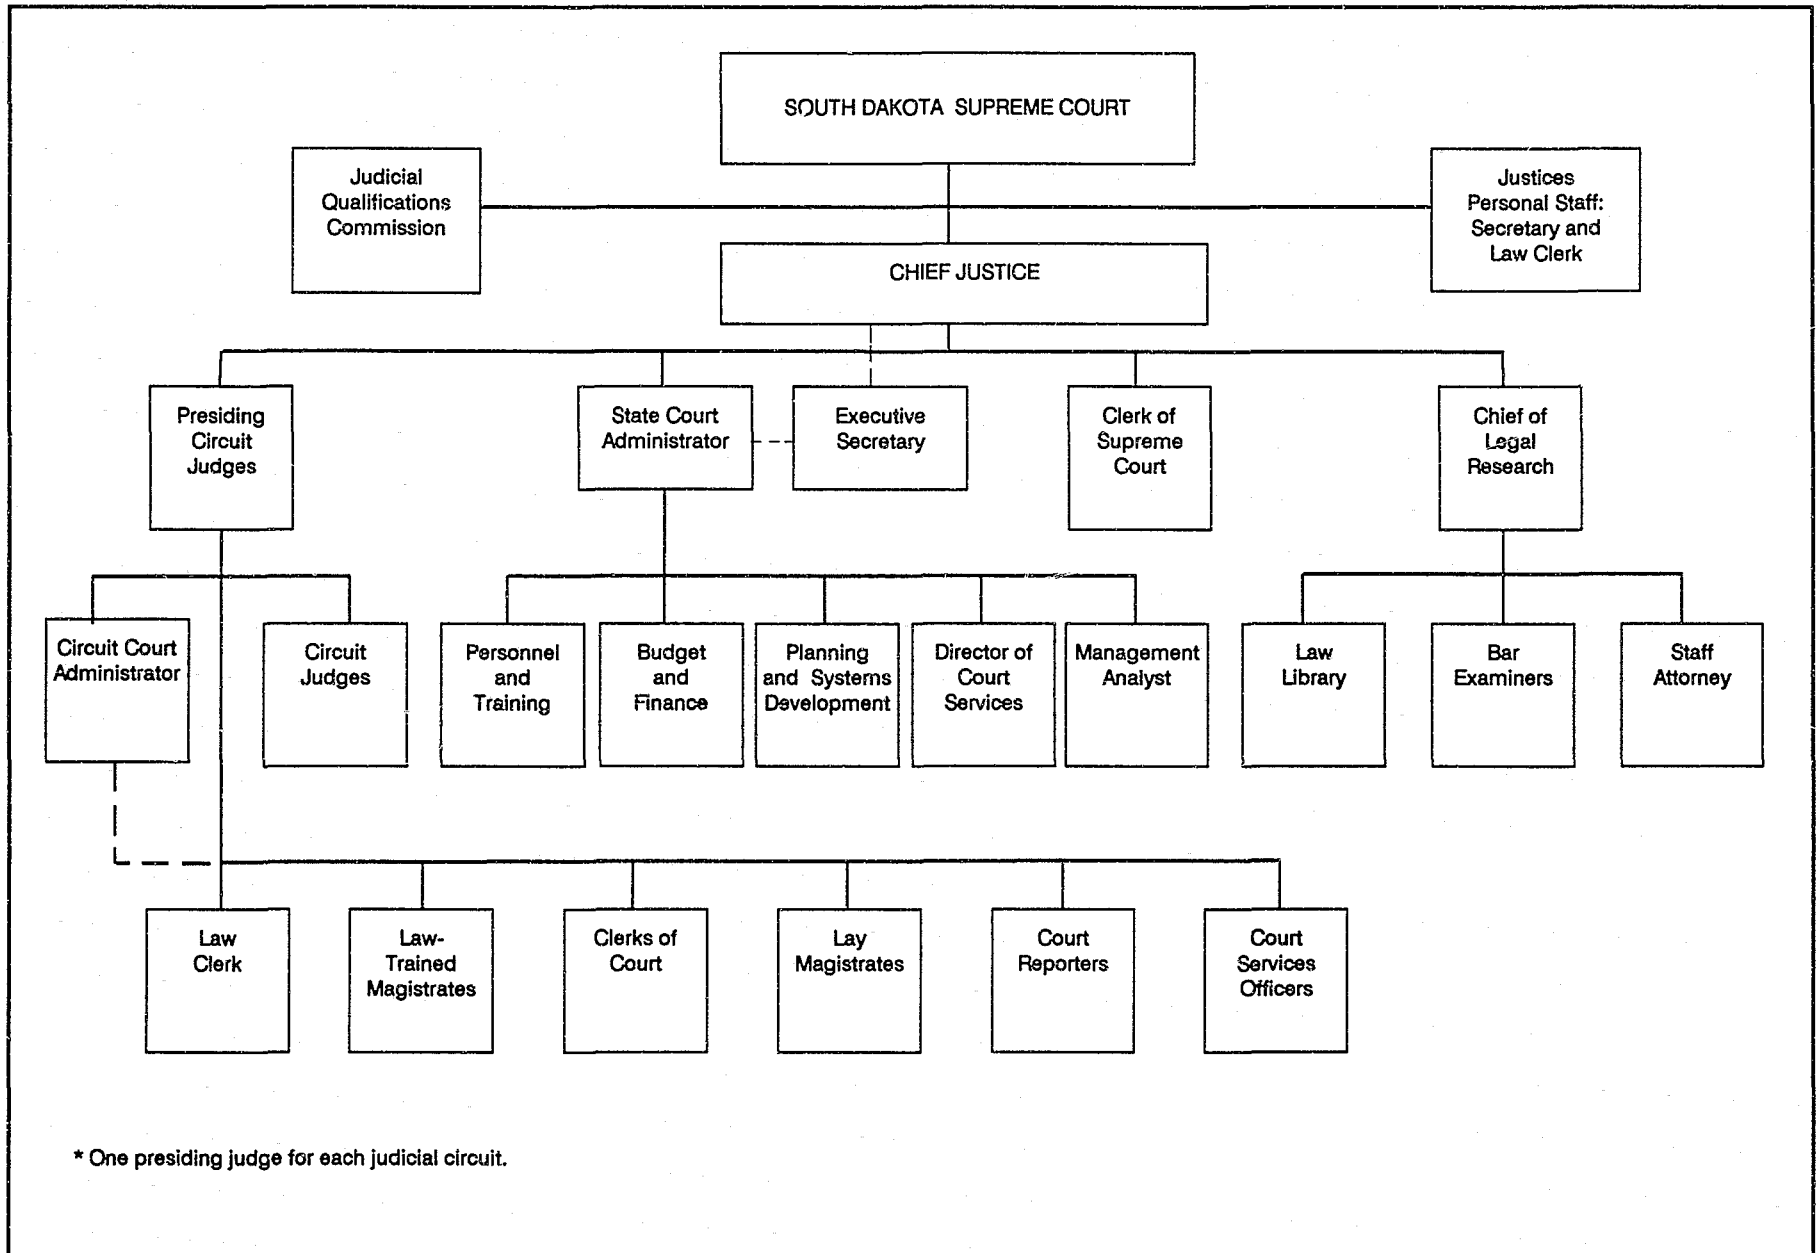 SOUTH DAKOTA SUPREME COURT
Judicial
Qualifications
Commission
Justices
Personal Staff:
Secretary and
Law Clerk
CHIEF JUSTICE
Presiding
Circuit
Judges
State Court
Administrator
Executive
Secretary
Clerk of
Supreme
Court
Chief of
Legal
Research
Circuit Court
Administrator
Circuit
Judges
Personnel
and
Training
Budget
and
Finance
Planning
and Systems
Development
Director of
Court
Services
Management
Analyst
Law
Library
Bar
Examiners
Staff
Attorney
Law
Clerk
Law-
Trained
Magistrates
Clerks of
Court
Lay
Magistrates
Court
Reporters
Court
Services
Officers
* One presiding judge for each judicial circuit.